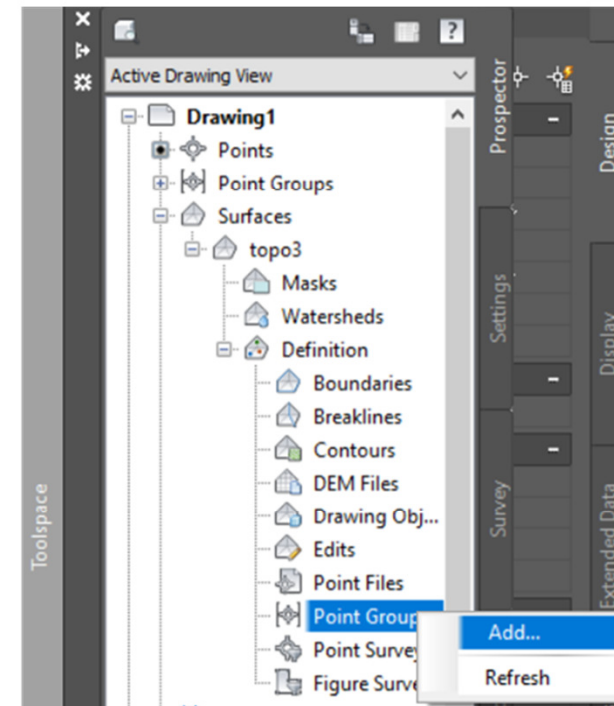 ?
Active Drawing View
Drawing1
Points
Point Groups
Surfaces
topo3
Masks
Watersheds
Definition
Boundaries
Breaklines
Contours
DEM Files
Drawing Obj...
Edits
Point Files
Point Group
Add...
Point Surve
Refresh
Figure Surve
Toolspace
Prospector
Settings
Survey
Design
Display
Extended Data